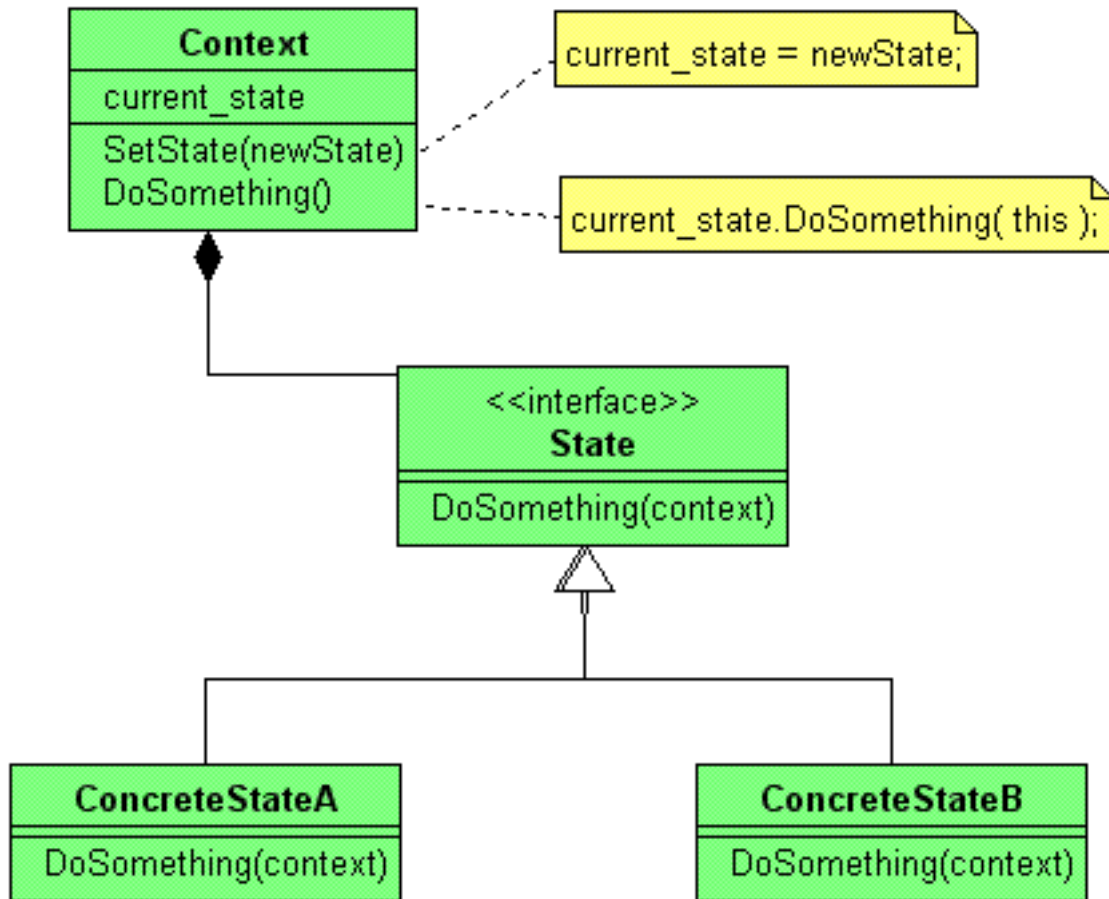 Context
current_state
SetState(newState)
DoSomething()
current_state = newState;
current_state.DoSomething( this );
<<interface>>
State
DoSomething(context)
ConcreteStateA
DoSomething(context)
ConcreteStateB
DoSomething(context)